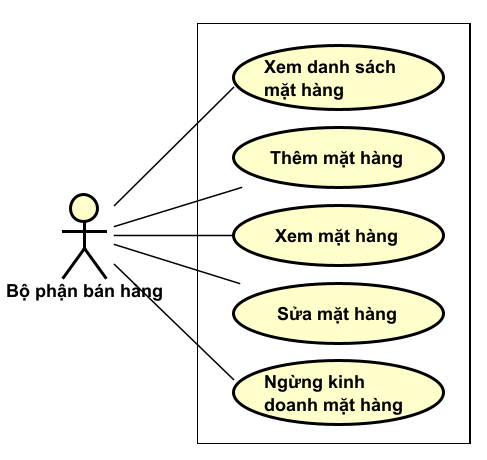 Xem danh sách
mặt hàng
Thêm mặt hàng
Xem mặt hàng
Bộ phận bán hàng
Sửa mặt hàng
Ngừng kinh
doanh mặt hàng